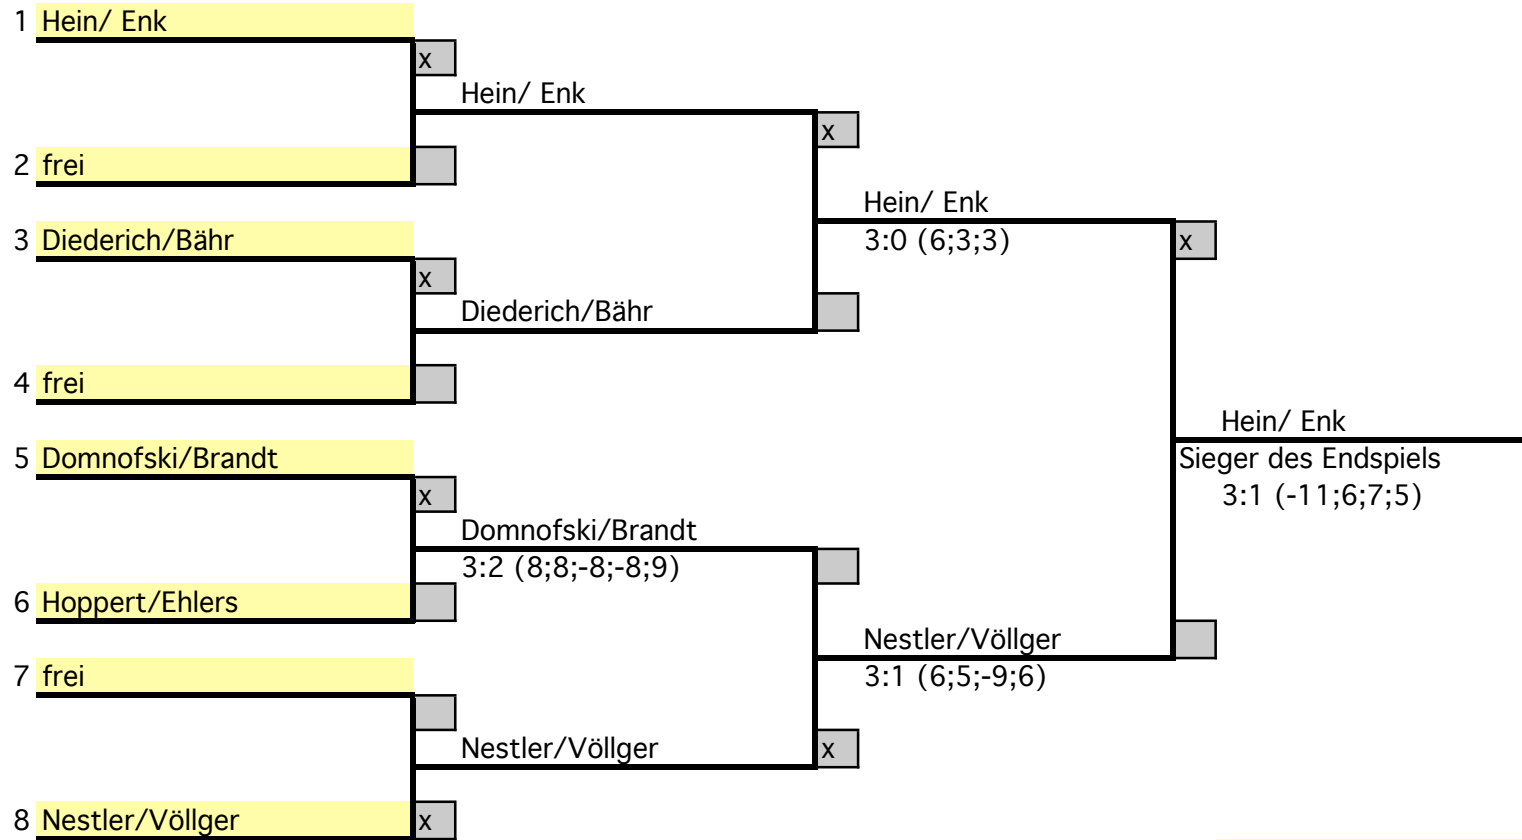 1 Hein/ Enk
x
Hein/ Enk
x
2 frei
Hein/ Enk
3:0 (6;3;3)
x
3 Diederich/Bähr
x
Diederich/Bähr
4 frei
Hein/ Enk
Sieger des Endspiels
3:1 (-11;6;7;5)
5 Domnofski/Brandt
x
Domnofski/Brandt
3:2 (8;8;-8;-8;9)
6 Hoppert/Ehlers
Nestler/Völlger
3:1 (6;5;-9;6)
7 frei
Nestler/Völlger
x
8 Nestler/Völlger
x